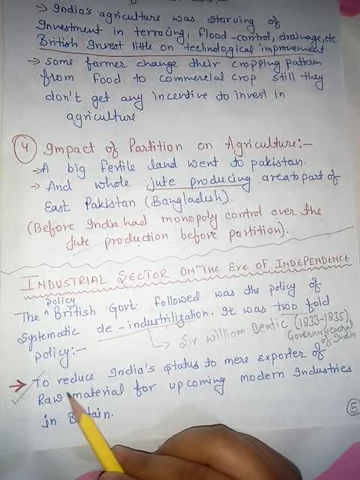 → India's agriculture was starving of
Investment in terracing, Flood-control, drainage, etc.
British Invest little on technological improvement
→ Some farmer change their cropping pattern
from Food to commercial crop still they
don't get any incentive to invest in
agriculture
④ Impact of Partition on Agriculture:-
→ A big fertile land went to pakistan.
→ And whole jute producing area to part of
East Pakistan (Bangladesh).
(Before India had monopoly control over the
Jute production before partition).
INDUSTRIAL SECTOR ON THE EVE OF INDEPENDENCE
policy
The ^ British Govt. followed was the policy of
systematic de-industrilization. It was two fold
policy:-
→ Sir William Bentic (1833-1835),
Governor general of India
→ To reduce India's status to mere exporter of
Raw material for upcoming modern Industries
in Britain.
5